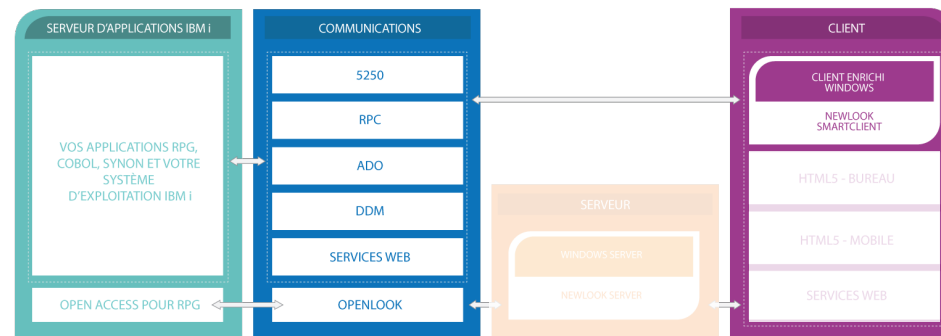 SERVEUR D'APPLICATIONS IBM i
VOS APPLICATIONS RPG,
COBOL, SYNON ET VOTRE
SYSTÈME
D'EXPLOITATION IBM i
OPEN ACCESS POUR RPG
COMMUNICATIONS
5250
RPC
ADO
DDM
SERVICES WEB
OPENLOOK
SERVEUR
WINDOWS SERVER
NEWLOOK SERVER
CLIENT
CLIENT ENRICHI
WINDOWS
NEWLOOK
SMARTCLIENT
HTML5 - BUREAU
HTML5 - MOBILE
SERVICES WEB